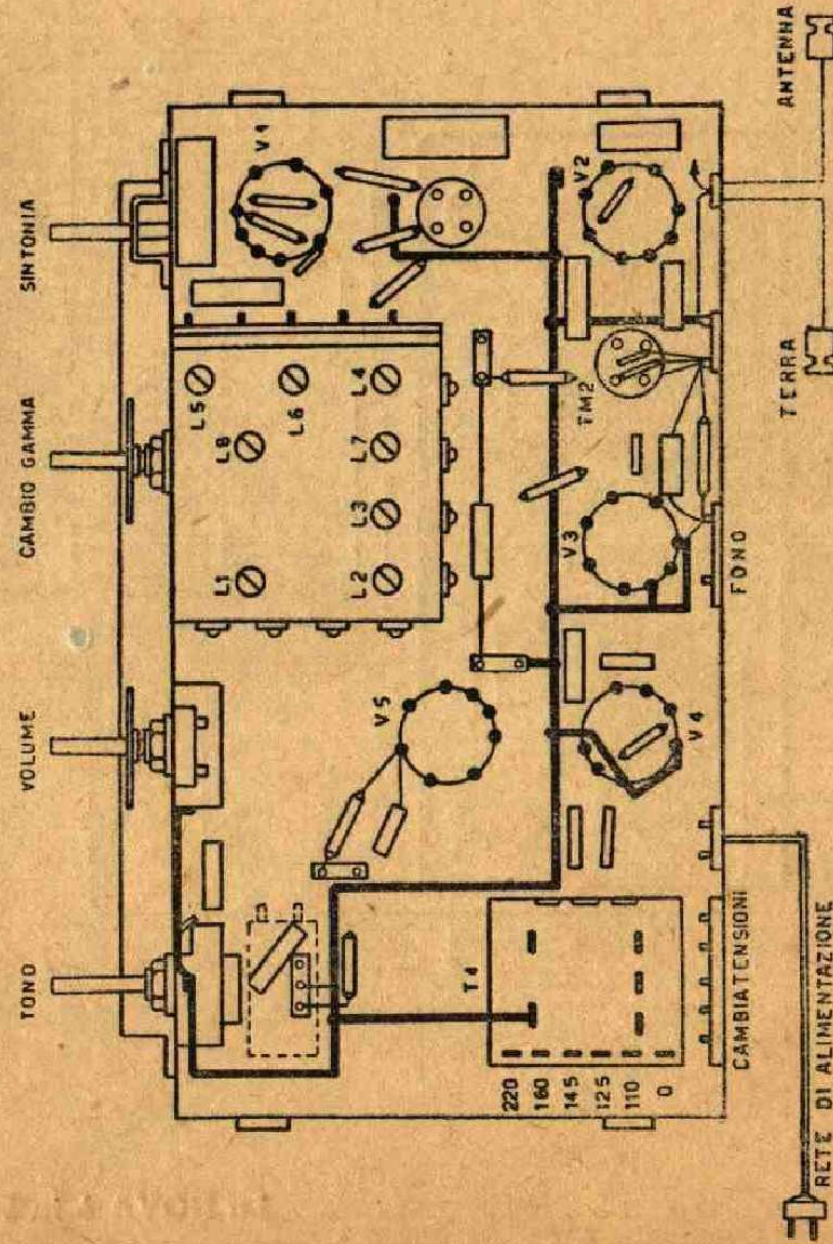 TONO
VOLUME
CAMBIO GAMMA
SINTONIA
L1
L8
L5
L6
L2
L3
L7
L4
V1
V5
T1
220
160
145
125
110
0
V4
V3
TM2
V2
CAMBIATENSIONI
FONO
RETE DI ALIMENTAZIONE
TERRA
ANTENNA